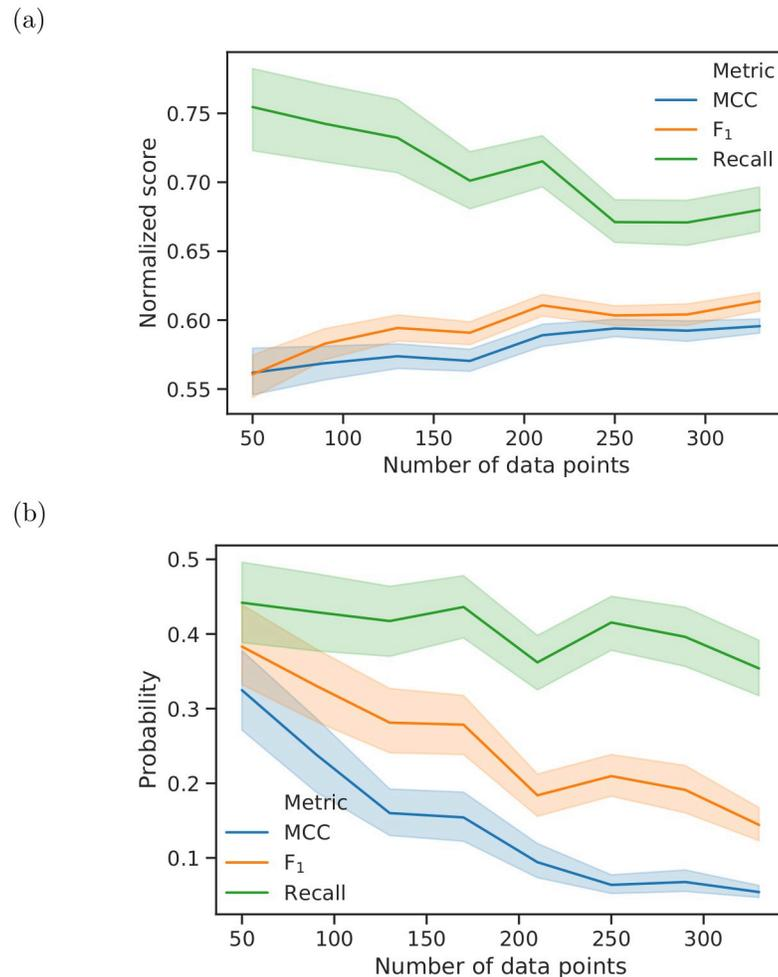 (a)
Normalized score
0.75
0.70
0.65
0.60
0.55
Metric
MCC
F₁
Recall
50 100 150 200 250 300
Number of data points
(b)
Probability
0.5
0.4
0.3
0.2
0.1
Metric
MCC
F₁
Recall
50 100 150 200 250 300
Number of data points